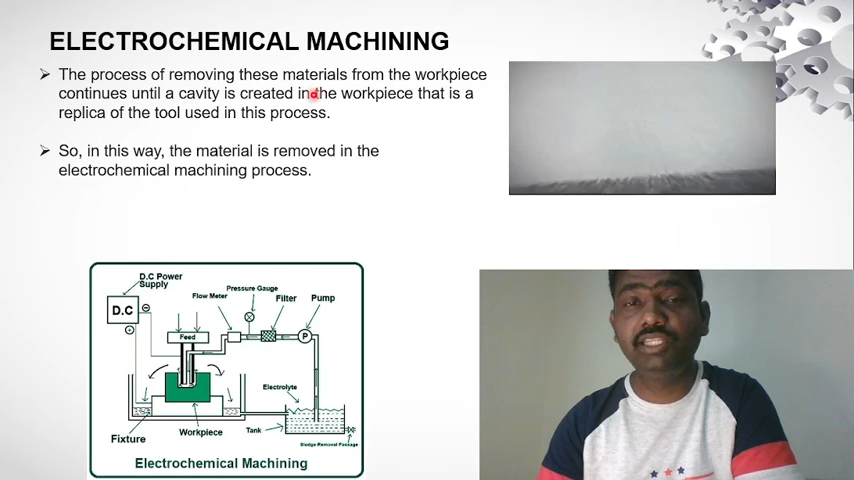 ELECTROCHEMICAL MACHINING
➢ The process of removing these materials from the workpiece
continues until a cavity is created in the workpiece that is a
replica of the tool used in this process.
➢ So, in this way, the material is removed in the
electrochemical machining process.
D.C Power
Supply
Pressure Gauge
Flow Meter
Filter
Pump
D.C
Feed
P
Electrolyte
Fixture
Workpiece
Tank
Sludge Removal Passage
Electrochemical Machining